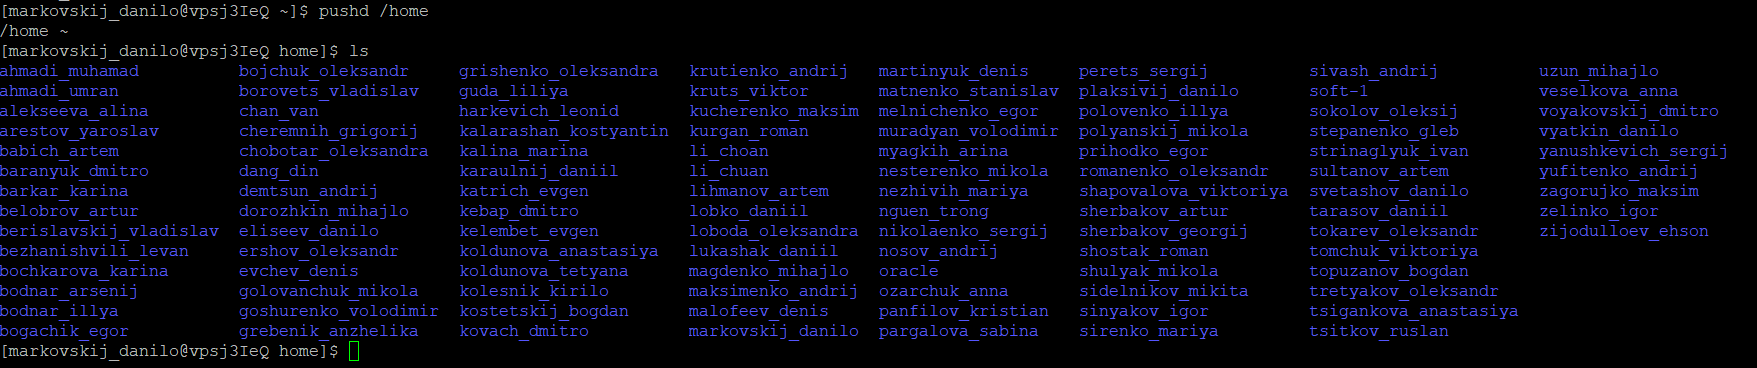 [markovskij_danilo@vpsj3IeQ ~]$ pushd /home
/home ~
[markovskij_danilo@vpsj3IeQ home]$ ls
ahmadi_muhamad bojchuk_oleksandr grishenko_oleksandra krutienko_andrij martinyuk_denis perets_sergij sivash_andrij uzun_mihajlo
ahmadi_umran borovets_vladislav guda_liliya kruts_viktor matnenko_stanislav plaksivij_danilo soft-1 veselkova_anna
alekseeva_alina chan_van harkevich_leonid kucherenko_maksim melnichenko_egor polovenko_illya sokolov_oleksij voyakovskij_dmitro
arestov_yaroslav cheremnih_grigorij kalarashan_kostyantin kurgan_roman muradyan_volodimir polyanskij_mikola stepanenko_gleb vyatkin_danilo
babich_artem chobotar_oleksandra kalina_marina li_choan myagkih_arina prihodko_egor strinaglyuk_ivan yanushkevich_sergij
baranyuk_dmitro dang_din karaulnij_daniil li_chuan nesterenko_mikola romanenko_oleksandr sultanov_artem yufitenko_andrij
barkar_karina demtsun_andrij katrich_evgen lihmanov_artem nezhivih_mariya shapovalova_viktoriya svetashov_danilo zagorujko_maksim
belobrov_artur dorozhkin_mihajlo kebap_dmitro lobko_daniil nguen_trong sherbakov_artur tarasov_daniil zelinko_igor
berislavskij_vladislav eliseev_danilo kelembet_evgen loboda_oleksandra nikolaenko_sergij sherbakov_georgij tokarev_oleksandr zijodulloev_ehson
bezhanishvili_levan ershov_oleksandr koldunova_anastasiya lukashak_daniil nosov_andrij shostak_roman tomchuk_viktoriya
bochkarova_karina evchev_denis koldunova_tetyana magdenko_mihajlo oracle shulyak_mikola topuzanov_bogdan
bodnar_arsenij golovanchuk_mikola kolesnik_kirilo maksimenko_andrij ozarchuk_anna sidelnikov_mikita tretyakov_oleksandr
bodnar_illya goshurenko_volodimir kostetskij_bogdan malofeev_denis panfilov_kristian sinyakov_igor tsigankova_anastasiya
bogachik_egor grebenik_anzhelika kovach_dmitro markovskij_danilo pargalova_sabina sirenko_mariya tsitkov_ruslan
[markovskij_danilo@vpsj3IeQ home]$